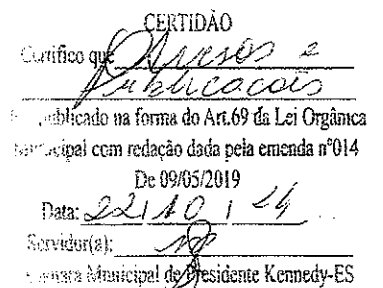 CERTIDÃO
Certifico que Avisos e
Publicacois
publicado na forma do Art.69 da Lei Orgânica
Municipal com redação dada pela emenda nº014
De 09/05/2019
Data: 22/10/24
Servidor(a):
Câmara Municipal de Presidente Kennedy-ES